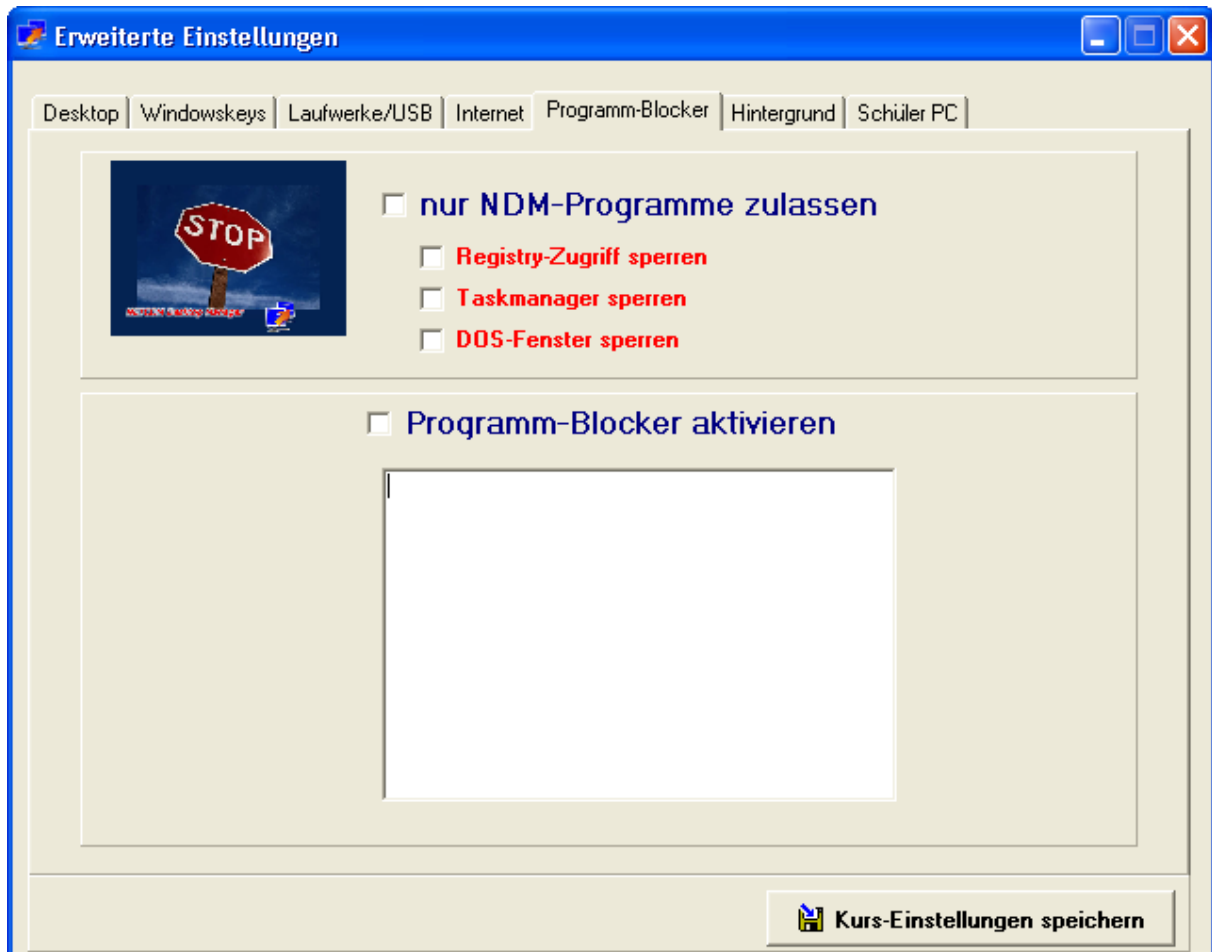 Erweiterte Einstellungen
Desktop Windowskeys Laufwerke/USB Internet Programm-Blocker Hintergrund Schüler PC
STOP
nur NDM-Programme zulassen
Registry-Zugriff sperren
Taskmanager sperren
DOS-Fenster sperren
Programm-Blocker aktivieren
Kurs-Einstellungen speichern